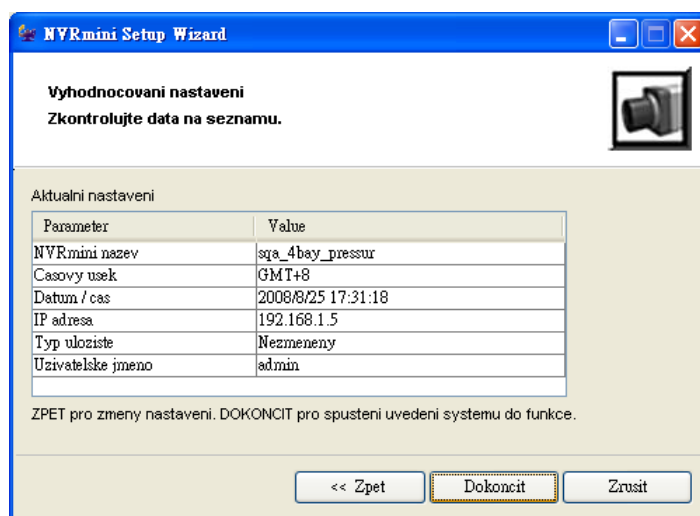 NVRmini Setup Wizard
Vyhodnocovani nastaveni
Zkontrolujte data na seznamu.
Aktualni nastaveni
Parameter Value
NVRmini nazev sqa_4bay_pressur
Casovy usek GMT+8
Datum / cas 2008/8/25 17:31:18
IP adresa 192.168.1.5
Typ uloziste Nezmeneny
Uzivatelske jmeno admin
ZPET pro zmeny nastaveni. DOKONCIT pro spusteni uvedeni systemu do funkce.
<< Zpet Dokoncit Zrusit